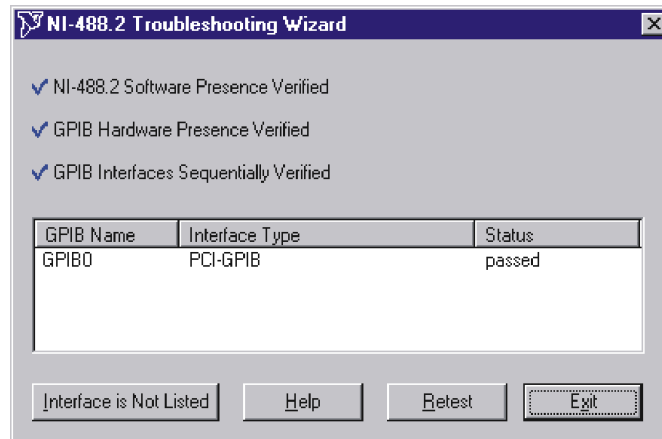 NI-488.2 Troubleshooting Wizard
NI-488.2 Software Presence Verified
GPIB Hardware Presence Verified
GPIB Interfaces Sequentially Verified
GPIB Name Interface Type Status
GPIB0 PCI-GPIB passed
Interface is Not Listed Help Retest Exit